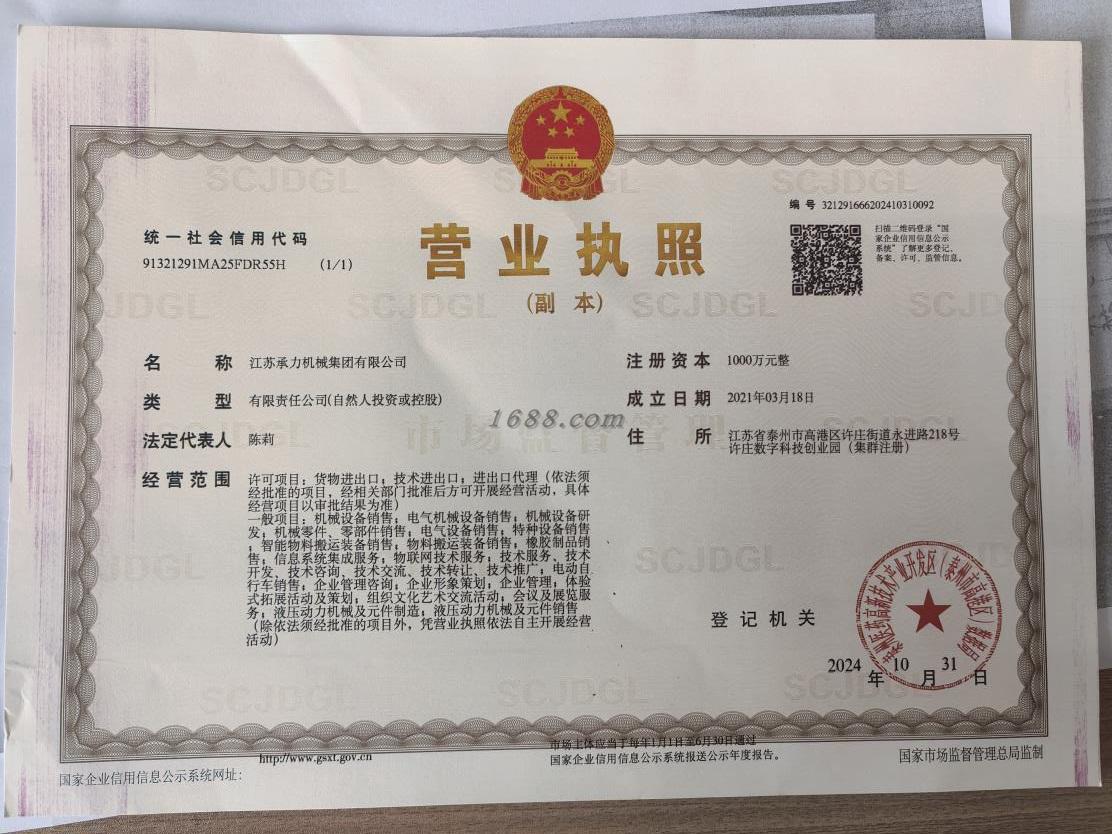 编号 321291666202410310092
统一社会信用代码
91321291MA25FDR55H (1/1)
营业执照
(副 本)
扫描二维码登录“国
家企业信用信息公示
系统”了解更多登记、
备案、许可、监管信息。
名称 江苏承力机械集团有限公司
类型 有限责任公司(自然人投资或控股)
法定代表人 陈莉
经营范围 许可项目：货物进出口；技术进出口；进出口代理（依法须
经批准的项目，经相关部门批准后方可开展经营活动，具体
经营项目以审批结果为准）
一般项目：机械设备销售；电气机械设备销售；机械设备研
发；机械零件、零部件销售；电气设备销售；特种设备销售
；智能物料搬运装备销售；物料搬运装备销售；橡胶制品销
售；信息系统集成服务；物联网技术服务；技术服务、技术
开发、技术咨询、技术交流、技术转让、技术推广；电动自
行车销售；企业管理咨询；企业形象策划；企业管理；体验
式拓展活动及策划；组织文化艺术交流活动；会议及展览服
务；液压动力机械及元件制造；液压动力机械及元件销售
（除依法须经批准的项目外，凭营业执照依法自主开展经营
活动）
注册资本 1000万元整
成立日期 2021年03月18日
住所 江苏省泰州市高港区许庄街道永进路218号
许庄数字科技创业园（集群注册）
1688.com
市场监督管理
SCJDGL
登记机关
2024年10月31日
国家企业信用信息公示系统网址：
http://www.gsxt.gov.cn
市场主体应当于每年1月1日至6月30日通过
国家企业信用信息公示系统报送公示年度报告。
国家市场监督管理总局监制